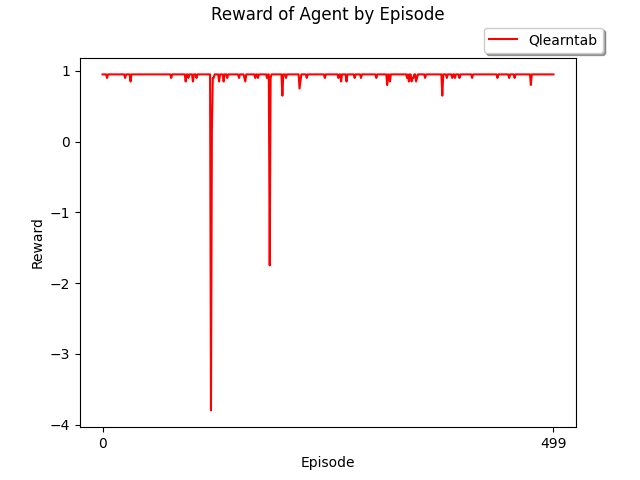 Reward of Agent by Episode
Qlearntab
1
0
−1
−2
−3
−4
Reward
0
499
Episode